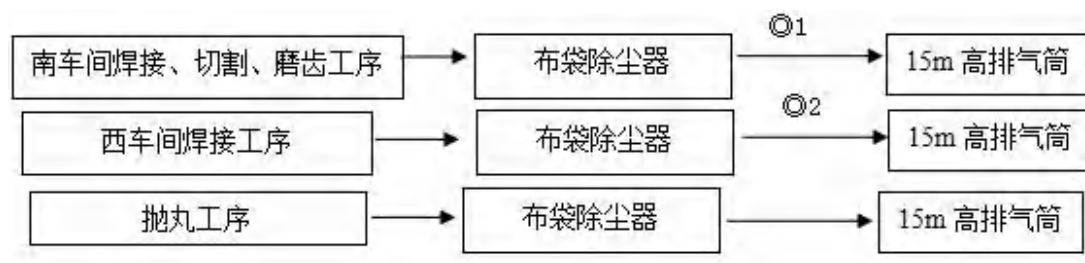 ◎1
南车间焊接、切割、磨齿工序 布袋除尘器 15m 高排气筒
◎2
西车间焊接工序 布袋除尘器 15m 高排气筒
抛丸工序 布袋除尘器 15m 高排气筒